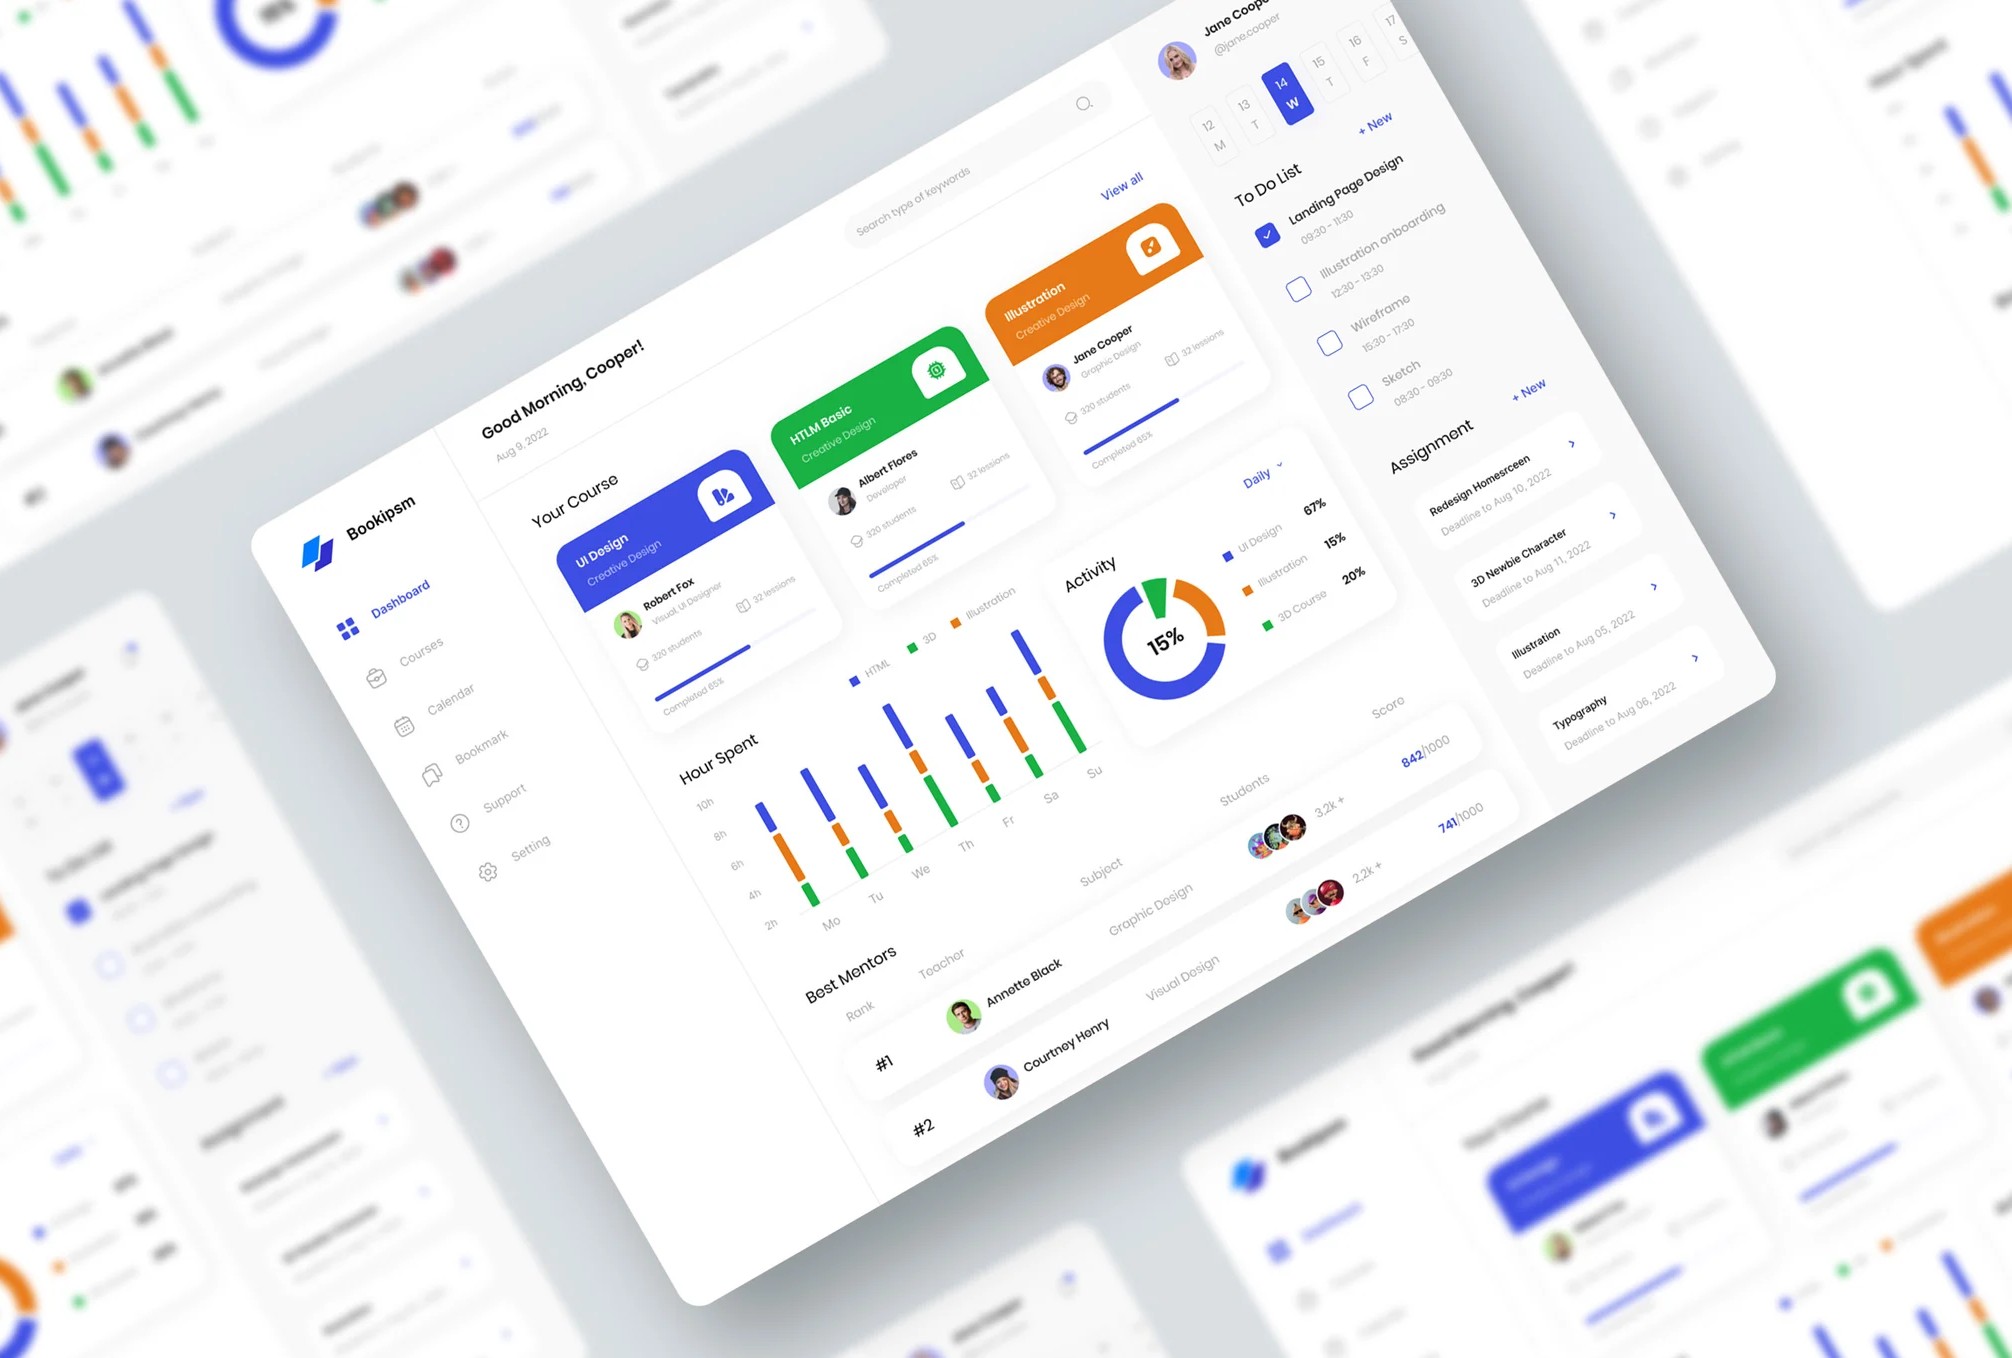 Bookipsm
Dashboard
Courses
Calendar
Bookmark
Support
Setting
Good Morning, Cooper!
Aug 9, 2022
Search type of keywords
Your Course
View all
UI Design
Creative Design
Robert Fox
Visual, UI Designer
320 students
32 lessions
Completed 65%
HTLM Basic
Creative Design
Albert Flores
Developer
320 students
32 lessions
Completed 65%
Illustration
Creative Design
Jane Cooper
Graphic Design
320 students
32 lessions
Completed 65%
Hour Spent
HTML
3D
Illustration
10h
8h
6h
4h
2h
Mo
Tu
We
Th
Fr
Sa
Su
Activity
Daily
15%
UI Design 67%
Illustration 15%
3D Course 20%
Best Mentors
Rank Teacher Subject Students Score
#1 Annette Black Graphic Design 3,2k + 842/1000
#2 Courtney Henry Visual Design 2,2k + 741/1000
Jane Cooper
@jane.cooper
12 13 14 15 16 17
M T W T F S
To Do List
+ New
Landing Page Design
09:30 - 11:30
Illustration onboarding
12:30 - 13:30
Wireframe
15:30 - 17:30
Sketch
08:30 - 09:30
Assignment
+ New
Redesign Homesrceen
Deadline to Aug 10, 2022
3D Newbie Character
Deadline to Aug 11, 2022
Illustration
Deadline to Aug 05, 2022
Typography
Deadline to Aug 06, 2022